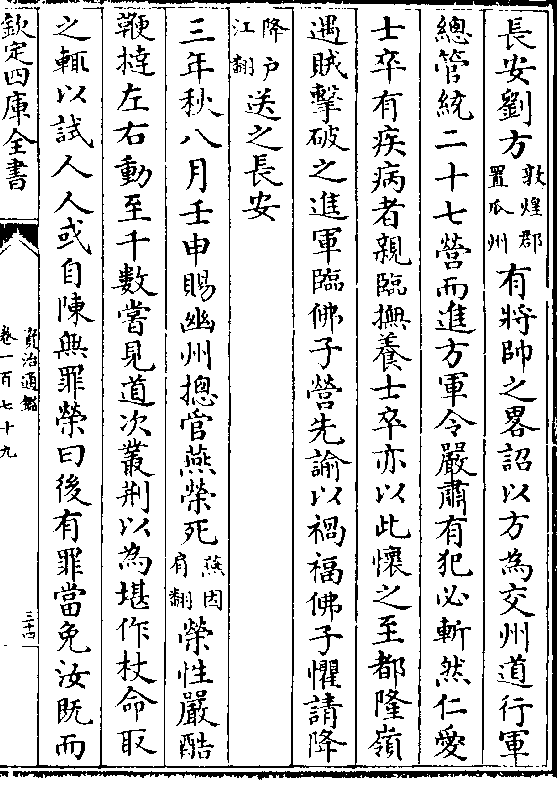 長安劉方敦煌郡置瓜州有將帥之畧詔以方為交州道行軍
總管統二十七營而進方軍令嚴肅有犯必斬然仁愛
士卒有疾病者親臨撫養士卒亦以此懷之至都隆嶺
遇賊擊破之進軍臨佛子營先諭以禍福佛子懼請降
降户江翻送之長安
三年秋八月壬申賜幽州摠管燕榮死燕因肩翻榮性嚴酷
鞭撻左右動至千數嘗見道次叢荆以為堪作杖命取
之輒以試人人或自陳無罪榮曰後有罪當免汝既而
欽定四庫全書
資治通鑑
卷一百七十九
三十四